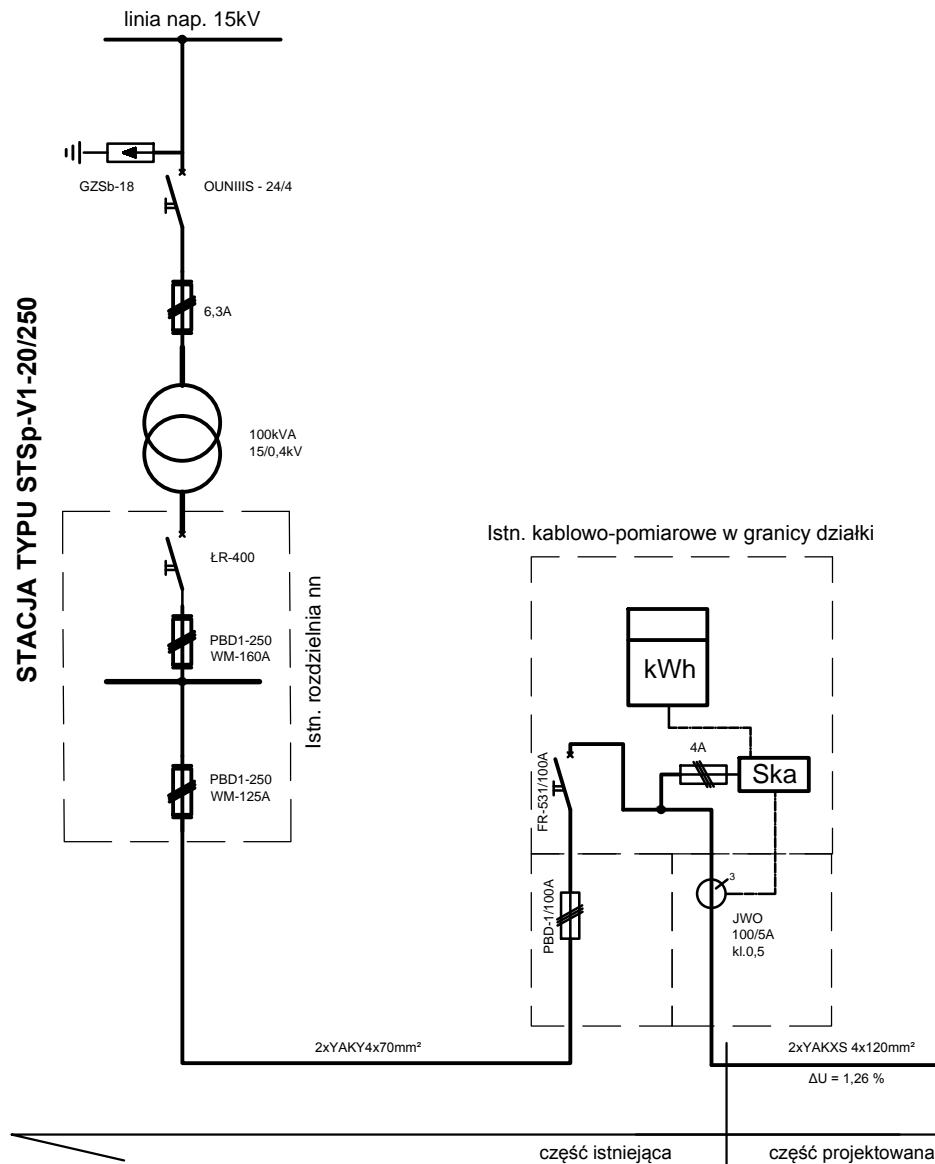 linia nap. 15kV
GZSb-18
OUNIIIS - 24/4
6,3A
STACJA TYPU STSp-V1-20/250
100kVA
15/0,4kV
ŁR-400
PBD1-250
WM-160A
Istn. rozdzielnia nn
PBD1-250
WM-125A
Istn. kablowo-pomiarowe w granicy działki
kWh
4A
Ska
FR-531/100A
3
PBD-1/100A
JWO
100/5A
kl.0,5
2xYAKY4x70mm²
2xYAKXS 4x120mm²
ΔU = 1,26 %
część istniejąca
część projektowana